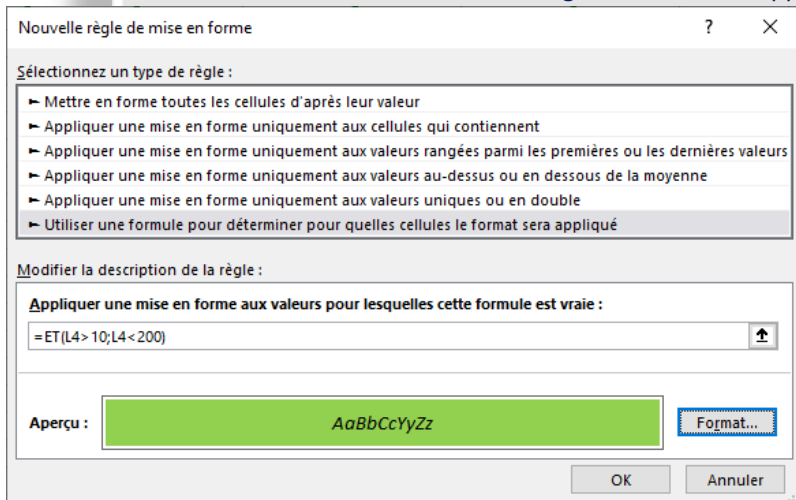 Nouvelle règle de mise en forme ? ×
Sélectionnez un type de règle :
► Mettre en forme toutes les cellules d'après leur valeur
► Appliquer une mise en forme uniquement aux cellules qui contiennent
► Appliquer une mise en forme uniquement aux valeurs rangées parmi les premières ou les dernières valeurs
► Appliquer une mise en forme uniquement aux valeurs au-dessus ou en dessous de la moyenne
► Appliquer une mise en forme uniquement aux valeurs uniques ou en double
► Utiliser une formule pour déterminer pour quelles cellules le format sera appliqué
Modifier la description de la règle :
Appliquer une mise en forme aux valeurs pour lesquelles cette formule est vraie :
=ET(L4>10;L4<200)
Aperçu : AaBbCcYyZz Format...
OK Annuler